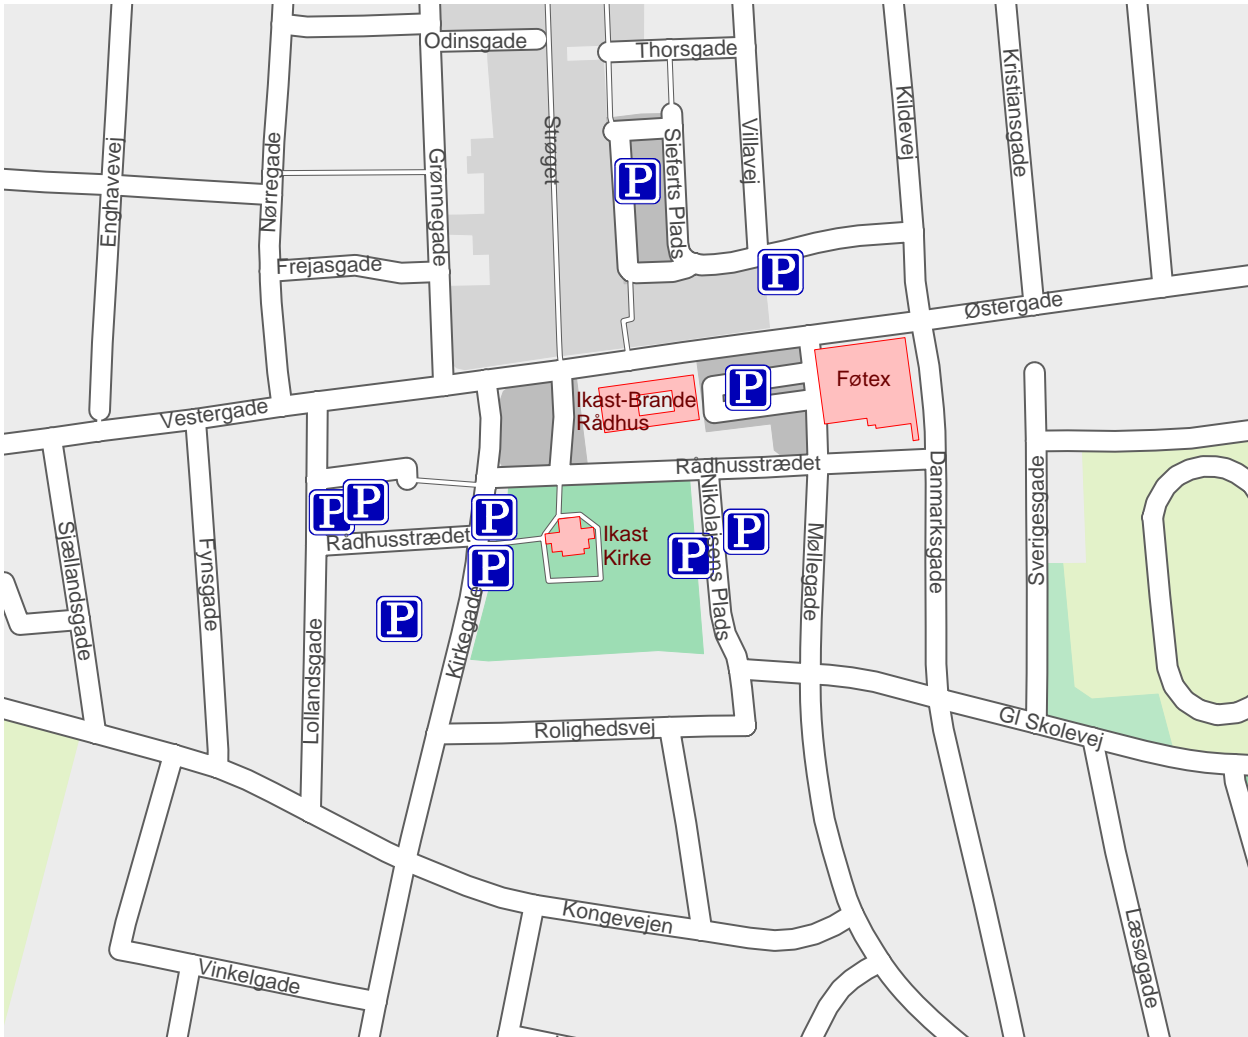 Odinsgade
Thorsgade
Kristiansgade
Kildevej
Villavej
Strøget
Sieferts Plads
Enghavevej
Nørregade
Grønnegade
P
Frejasgade
P
Østergade
Føtex
P
Ikast-Brande
Rådhus
Vestergade
Rådhusstrædet
Danmarksgade
Sverigesgade
Nikolajsens Plads
P
P
P
Rådhusstrædet
Ikast
Kirke
P
P
P
Møllegade
Sjællandsgade
Fynsgade
P
Kirkegade
Lollandsgade
Rolighedsvej
Gl Skolevej
Kongevejen
Læsøgade
Vinkelgade